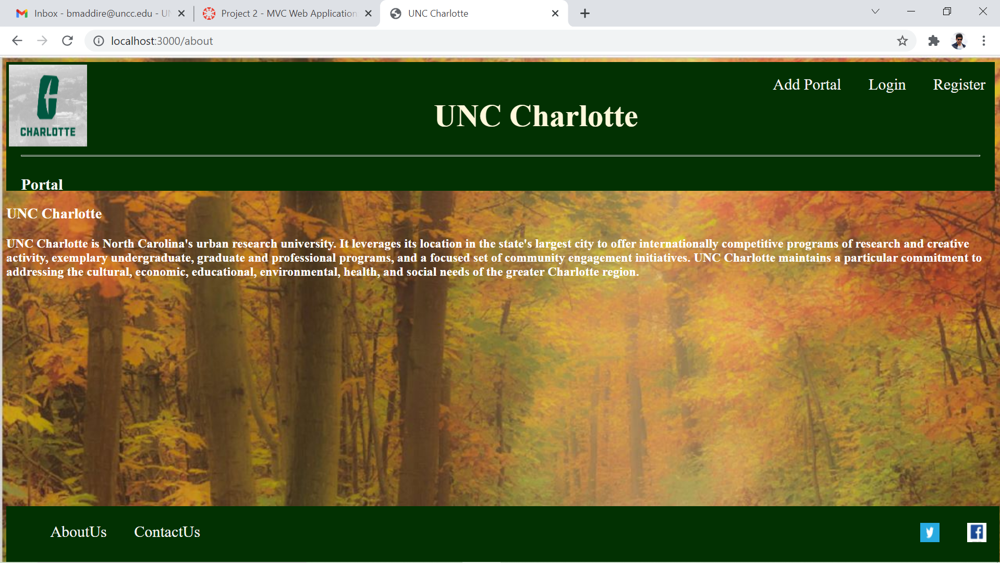 Inbox - bmaddire@uncc.edu - UN
Project 2 - MVC Web Application
UNC Charlotte
localhost:3000/about
CHARLOTTE
Add Portal Login Register
UNC Charlotte
Portal
UNC Charlotte
UNC Charlotte is North Carolina's urban research university. It leverages its location in the state's largest city to offer internationally competitive programs of research and creative
activity, exemplary undergraduate, graduate and professional programs, and a focused set of community engagement initiatives. UNC Charlotte maintains a particular commitment to
addressing the cultural, economic, educational, environmental, health, and social needs of the greater Charlotte region.
AboutUs ContactUs